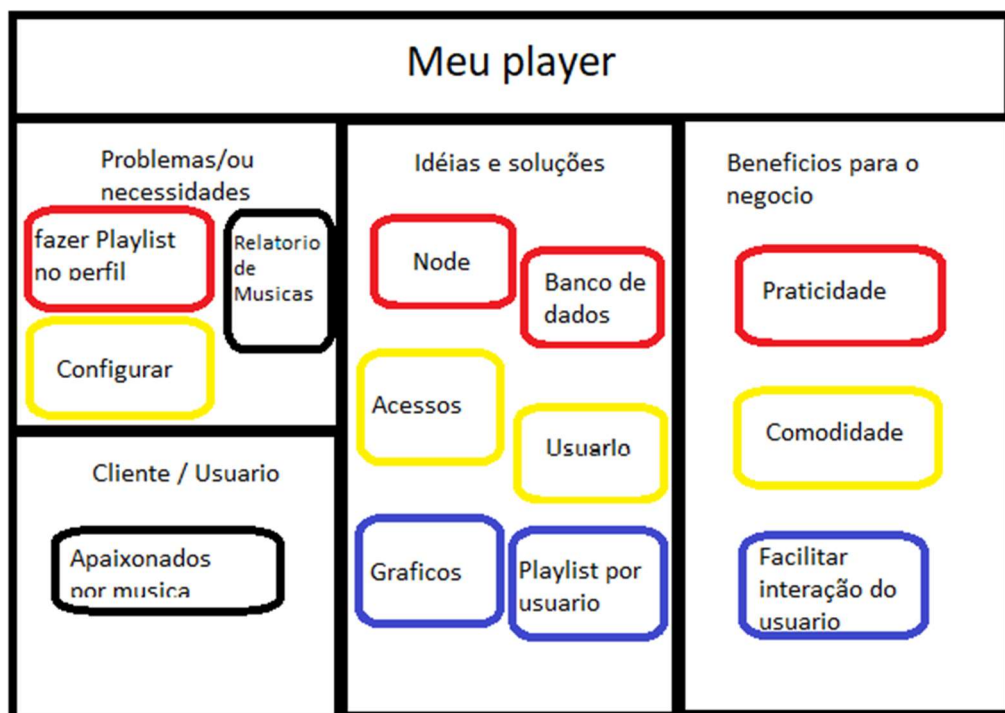 Meu player
Problemas/ou
necessidades
fazer Playlist
no perfil
Relatorio
de
Musicas
Configurar
Cliente / Usuario
Apaixonados
por musica
Idéias e soluções
Node
Banco de
dados
Acessos
Usuario
Graficos
Playlist por
usuario
Beneficios para o
negocio
Praticidade
Comodidade
Facilitar
interação do
usuario